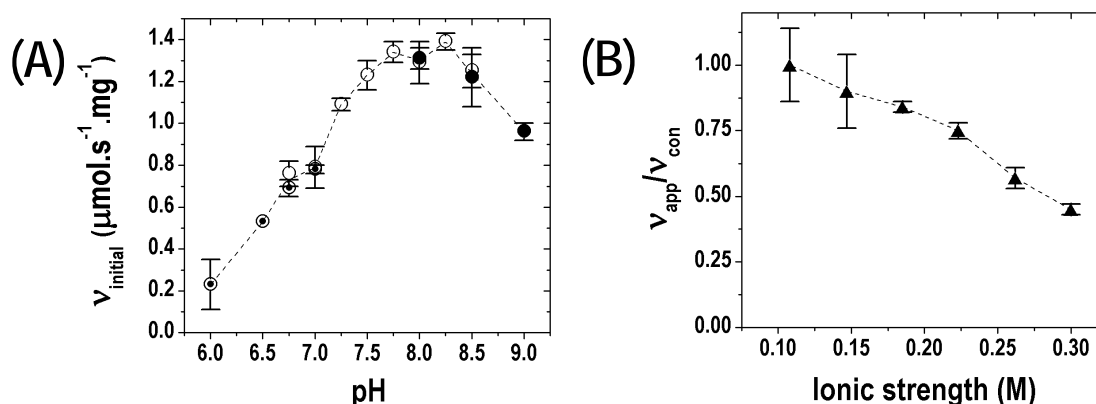 (A)
ν_initial (μmol.s⁻¹.mg⁻¹)
1.4
1.2
1.0
0.8
0.6
0.4
0.2
0.0
6.0 6.5 7.0 7.5 8.0 8.5 9.0
pH
(B)
ν_app/ν_con
1.00
0.75
0.50
0.25
0.00
0.10 0.15 0.20 0.25 0.30
Ionic strength (M)